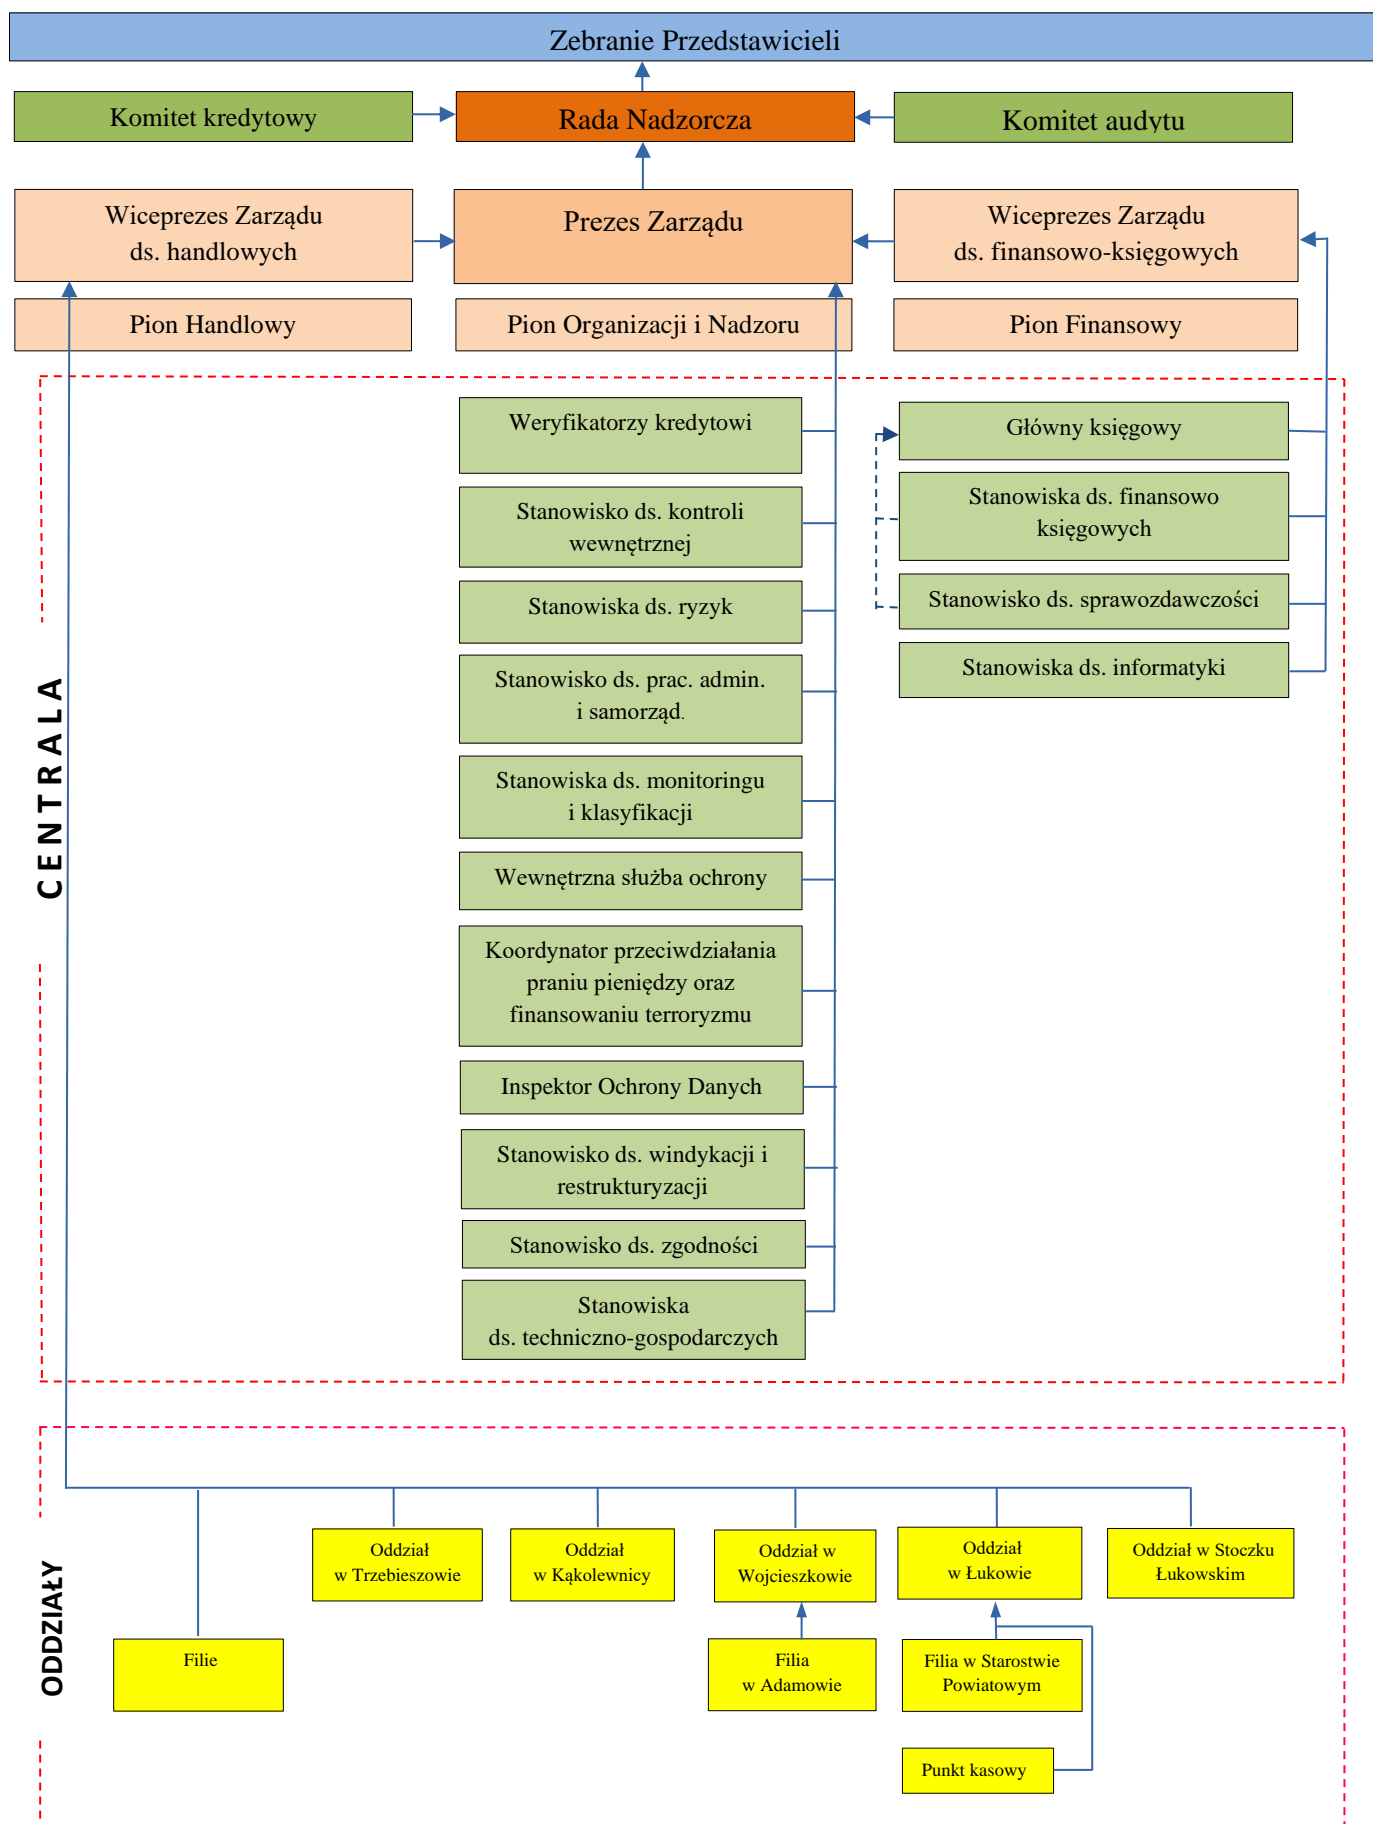 Zebranie Przedstawicieli
Komitet kredytowy
Rada Nadzorcza
Komitet audytu
Wiceprezes Zarządu
ds. handlowych
Prezes Zarządu
Wiceprezes Zarządu
ds. finansowo-księgowych
Pion Handlowy
Pion Organizacji i Nadzoru
Pion Finansowy
CENTRALA
Weryfikatorzy kredytowi
Stanowisko ds. kontroli
wewnętrznej
Stanowiska ds. ryzyk
Stanowisko ds. prac. admin.
i samorząd.
Stanowiska ds. monitoringu
i klasyfikacji
Wewnętrzna służba ochrony
Koordynator przeciwdziałania
praniu pieniędzy oraz
finansowaniu terroryzmu
Inspektor Ochrony Danych
Stanowisko ds. windykacji i
restrukturyzacji
Stanowisko ds. zgodności
Stanowiska
ds. techniczno-gospodarczych
Główny księgowy
Stanowiska ds. finansowo
księgowych
Stanowisko ds. sprawozdawczości
Stanowiska ds. informatyki
ODDZIAŁY
Filie
Oddział
w Trzebieszowie
Oddział
w Kąkolewnicy
Oddział w
Wojcieszkowie
Oddział
w Łukowie
Oddział w Stoczku
Łukowskim
Filia
w Adamowie
Filia w Starostwie
Powiatowym
Punkt kasowy